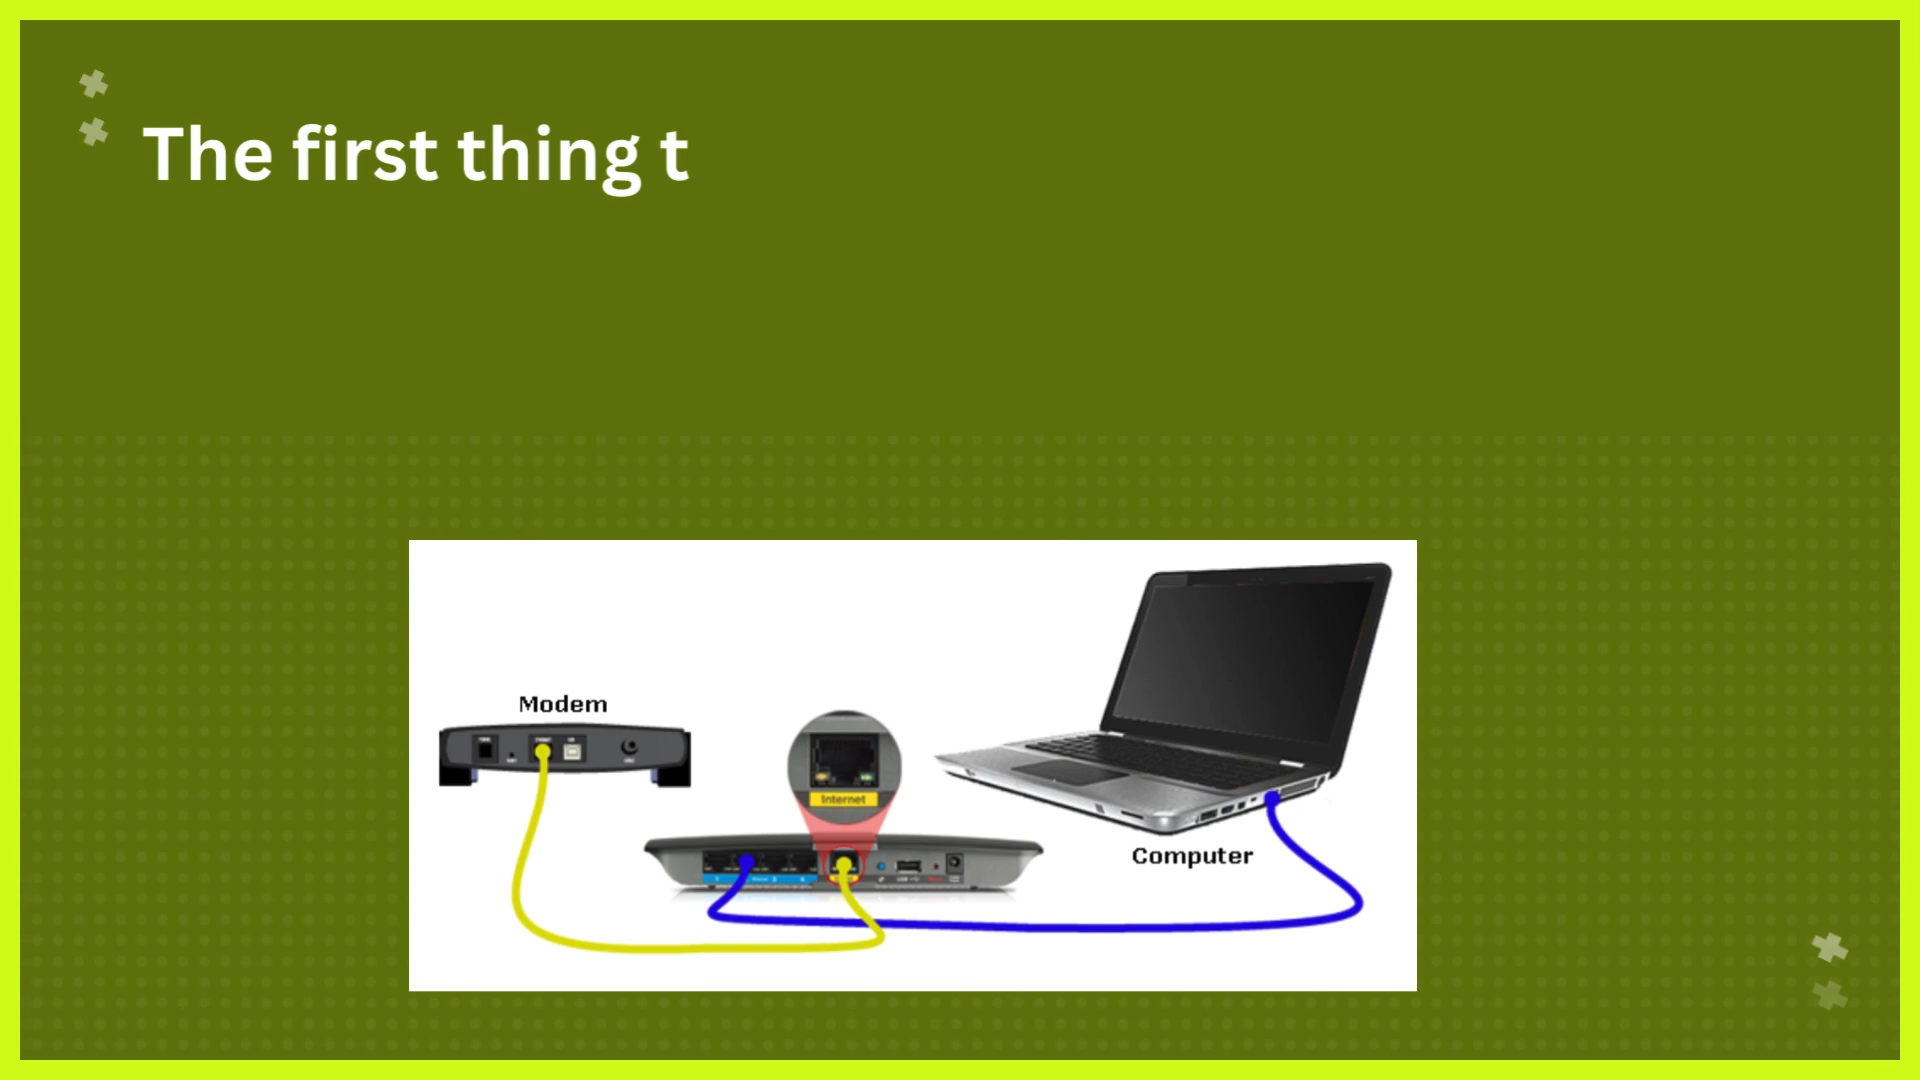 The first thing t
Modem
Internet
Computer